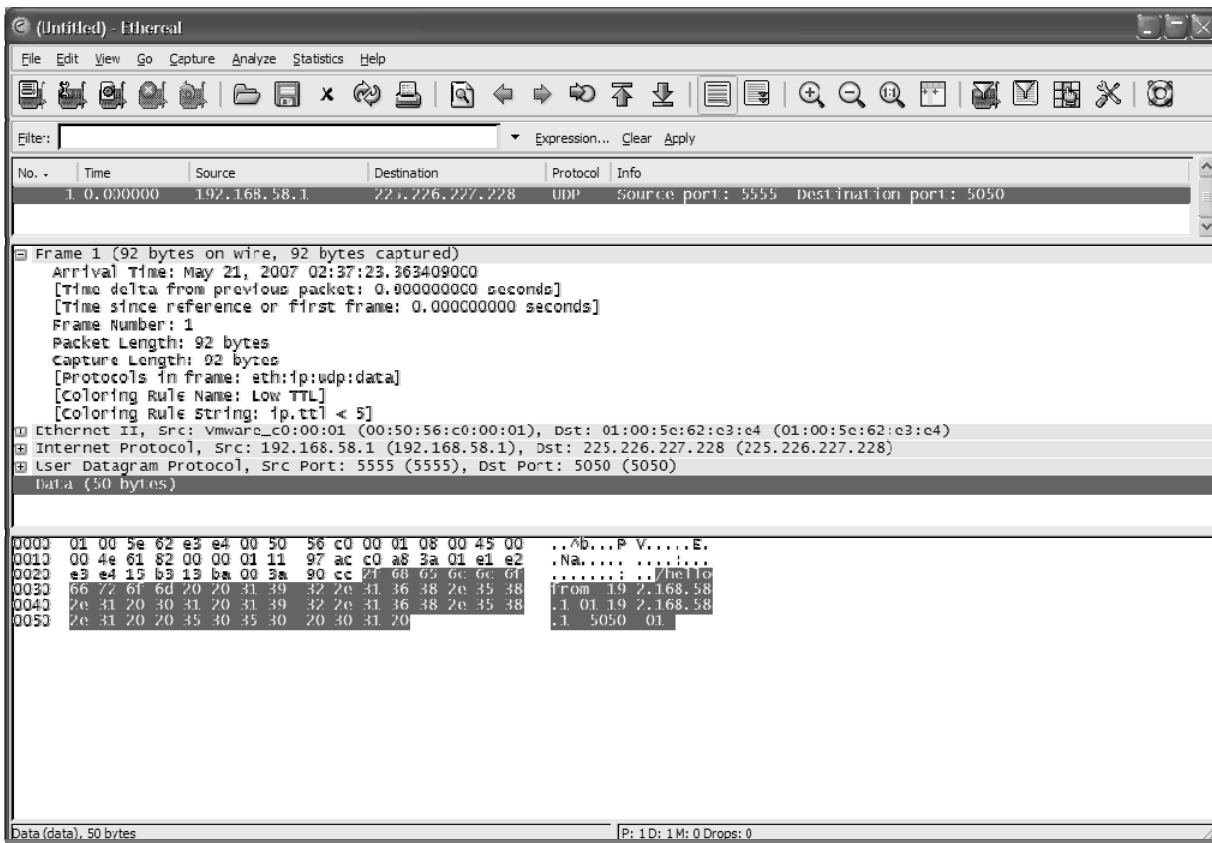 (Untitled) - Ethereal
File Edit View Go Capture Analyze Statistics Help
Filter: Expression... Clear Apply
No. - Time Source Destination Protocol Info
1 0.000000 192.168.58.1 225.226.227.228 UDP Source port: 5555 Destination port: 5050
Frame 1 (92 bytes on wire, 92 bytes captured)
Arrival Time: May 21, 2007 02:37:23.363409000
[Time delta from previous packet: 0.000000000 seconds]
[Time since reference or first frame: 0.000000000 seconds]
Frame Number: 1
Packet Length: 92 bytes
Capture Length: 92 bytes
[Protocols in frame: eth:ip:udp:data]
[Coloring Rule Name: Low TTL]
[Coloring Rule String: ip.ttl < 5]
Ethernet II, Src: Vmware_c0:00:01 (00:50:56:c0:00:01), Dst: 01:00:5e:62:e3:e4 (01:00:5e:62:e3:e4)
Internet Protocol, Src: 192.168.58.1 (192.168.58.1), Dst: 225.226.227.228 (225.226.227.228)
User Datagram Protocol, Src Port: 5555 (5555), Dst Port: 5050 (5050)
Data (50 bytes)
0000 01 00 5e 62 e3 e4 00 50 56 c0 00 01 08 00 45 00 ..^b...P V.....E.
0010 00 4e 61 82 00 00 01 11 97 ac c0 a8 3a 01 e1 e2 .Na..... ....:...
0020 e3 e4 15 b3 13 ba 00 3a 90 cc 2f 68 65 6c 6c 6f .......: ../hello
0030 66 72 6f 6d 20 20 31 39 32 2e 31 36 38 2e 35 38 from 19 2.168.58
0040 2e 31 20 30 31 20 31 39 32 2e 31 36 38 2e 35 38 .1 01 19 2.168.58
0050 2e 31 20 20 35 30 35 30 20 30 31 20 .1 5050 01
Data (data), 50 bytes P: 1 D: 1 M: 0 Drops: 0